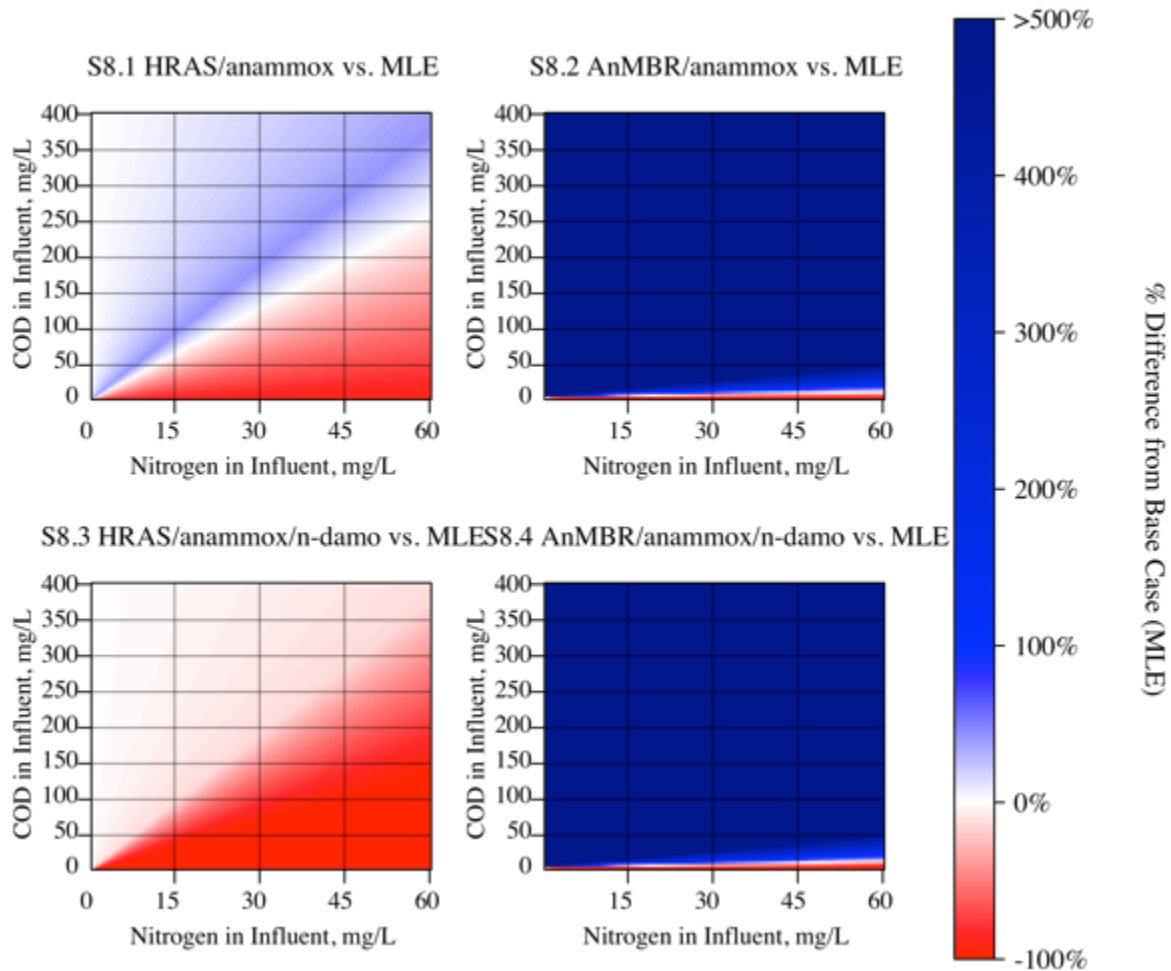 S8.1 HRAS/anammox vs. MLE
400
350
300
250
200
150
100
50
0
COD in Influent, mg/L
0 15 30 45 60
Nitrogen in Influent, mg/L
S8.2 AnMBR/anammox vs. MLE
400
350
300
250
200
150
100
50
0
COD in Influent, mg/L
15 30 45 60
Nitrogen in Influent, mg/L
S8.3 HRAS/anammox/n-damo vs. MLE
400
350
300
250
200
150
100
50
0
COD in Influent, mg/L
0 15 30 45 60
Nitrogen in Influent, mg/L
S8.4 AnMBR/anammox/n-damo vs. MLE
400
350
300
250
200
150
100
50
0
COD in Influent, mg/L
15 30 45 60
Nitrogen in Influent, mg/L
>500%
400%
200%
100%
0%
-100%
% Difference from Base Case (MLE)